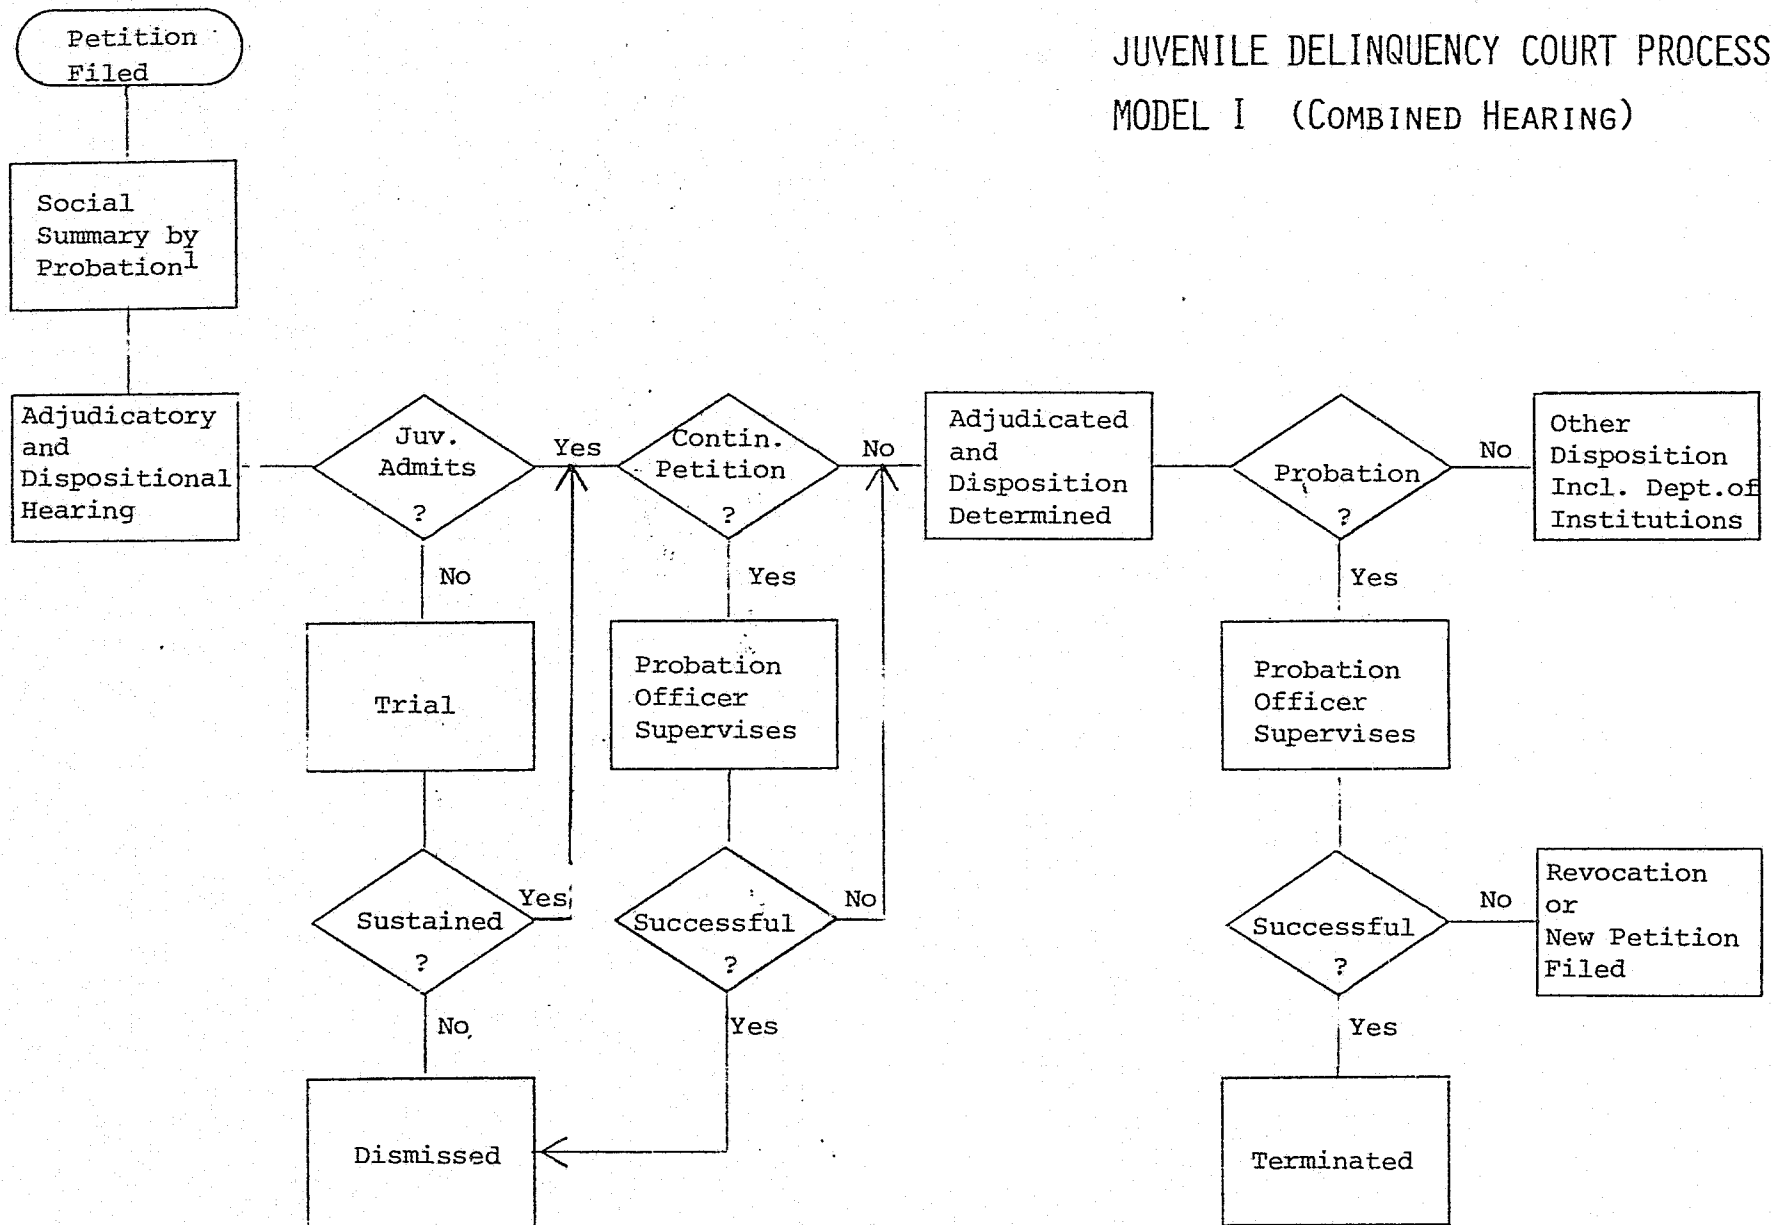 JUVENILE DELINQUENCY COURT PROCESS
MODEL I (COMBINED HEARING)
Petition
Filed
Social
Summary by
Probation1
Adjudicatory
and
Dispositional
Hearing
Juv.
Admits
?
Yes
No
Trial
Sustained
?
Yes
No
Dismissed
Contin.
Petition
?
No
Yes
Probation
Officer
Supervises
Successful
?
No
Yes
Adjudicated
and
Disposition
Determined
Probation
?
No
Other
Disposition
Incl. Dept.of
Institutions
Yes
Probation
Officer
Supervises
Successful
?
No
Revocation
or
New Petition
Filed
Yes
Terminated